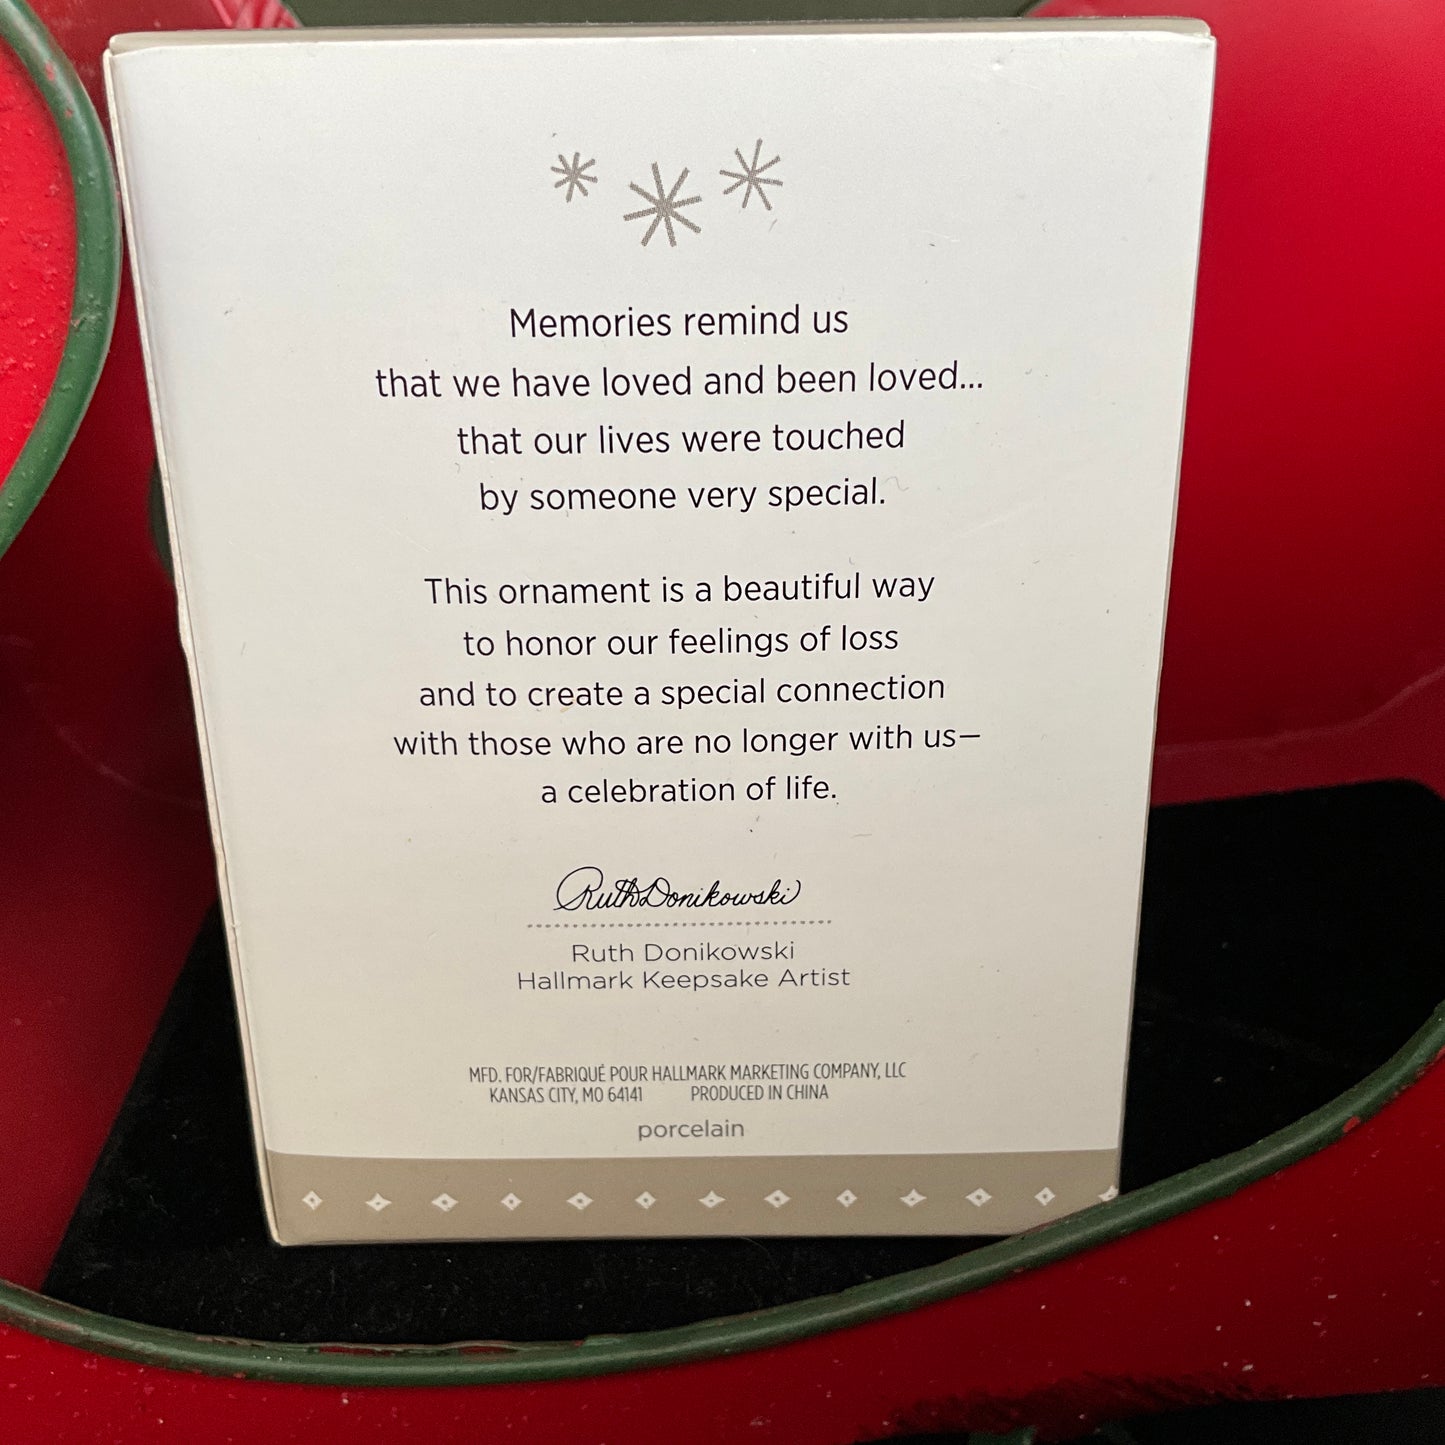 Memories remind us
that we have loved and been loved...
that our lives were touched
by someone very special.
This ornament is a beautiful way
to honor our feelings of loss
and to create a special connection
with those who are no longer with us—
a celebration of life.
Ruth Donikowski
Ruth Donikowski
Hallmark Keepsake Artist
MFD. FOR/FABRIQUÉ POUR HALLMARK MARKETING COMPANY, LLC
KANSAS CITY, MO 64141 PRODUCED IN CHINA
porcelain